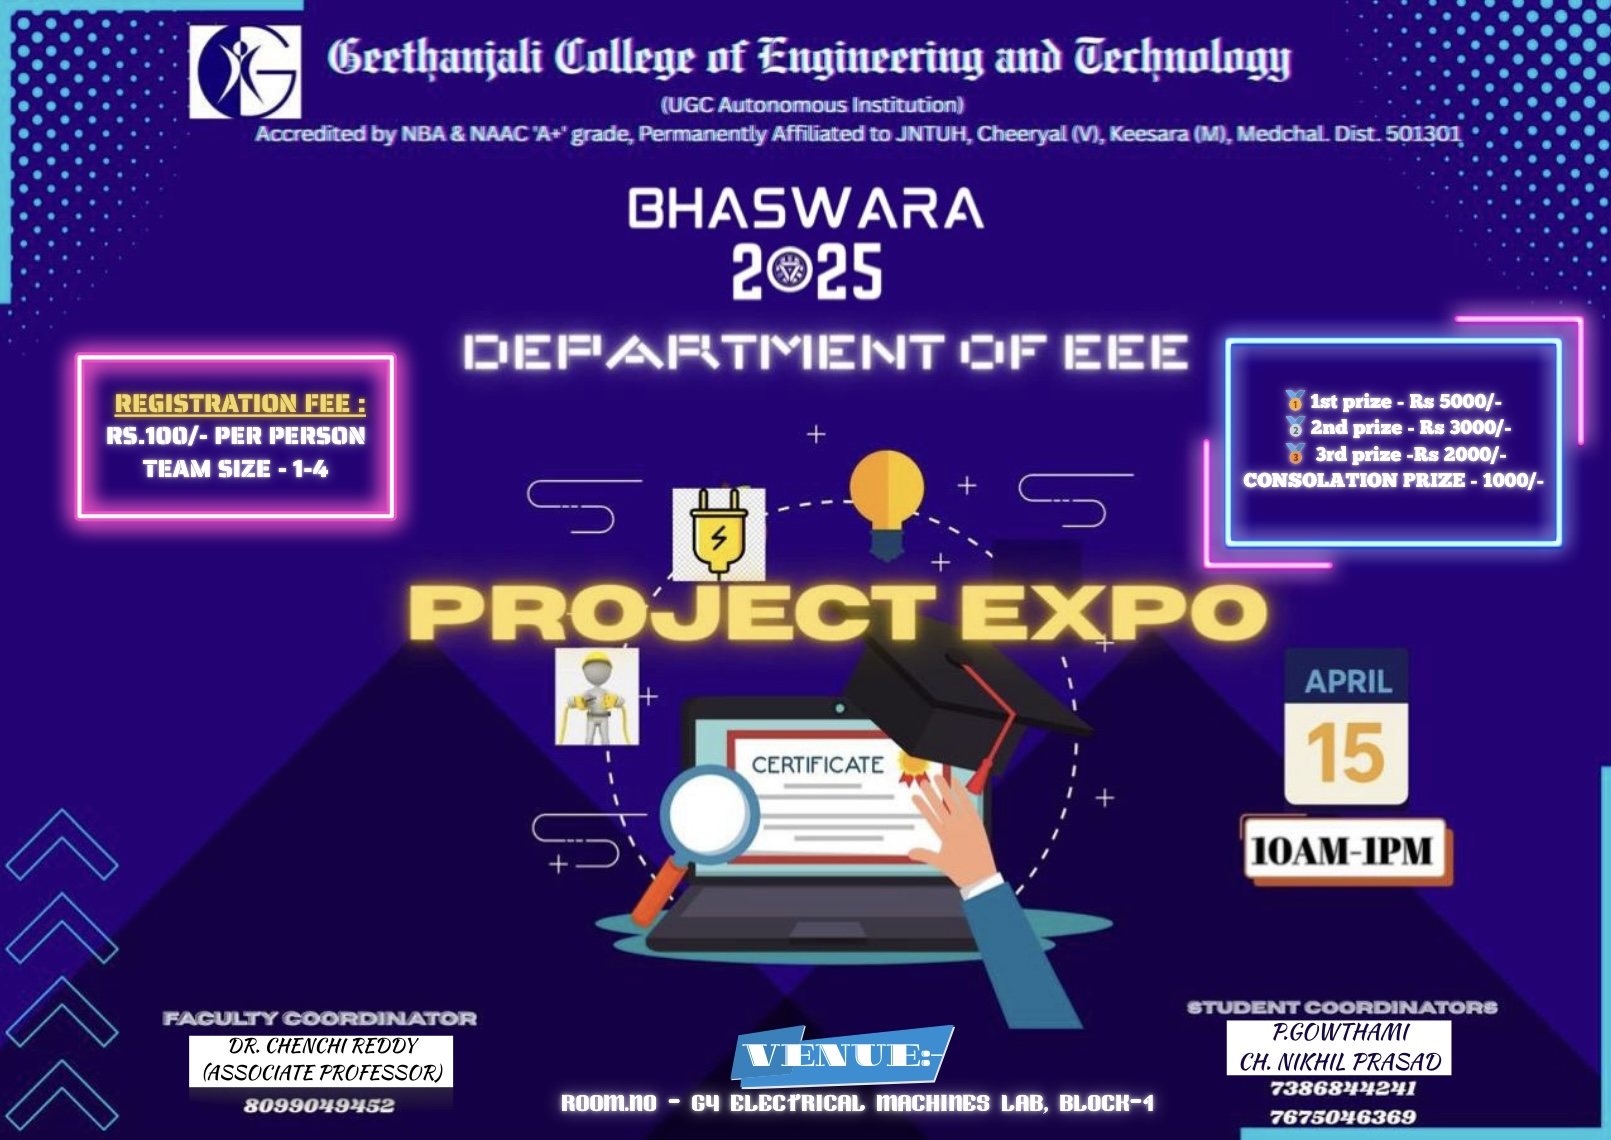 Geethanjali College of Engineering and Technology
(UGC Autonomous Institution)
Accredited by NBA & NAAC 'A+' grade, Permanently Affiliated to JNTUH, Cheeryal (V), Keesara (M), Medchal. Dist. 501301
BHASWARA
2025
DEPARTMENT OF EEE
REGISTRATION FEE :
RS.100/- PER PERSON
TEAM SIZE - 1-4
1st prize - Rs 5000/-
2nd prize - Rs 3000/-
3rd prize -Rs 2000/-
CONSOLATION PRIZE - 1000/-
PROJECT EXPO
CERTIFICATE
APRIL
15
10AM-1PM
FACULTY COORDINATOR
DR. CHENCHI REDDY
(ASSOCIATE PROFESSOR)
8099049452
VENUE:-
ROOM.NO - G4 ELECTRICAL MACHINES LAB, BLOCK-1
STUDENT COORDINATORS
P.GOWTHAMI
CH. NIKHIL PRASAD
7386844241
7675046369